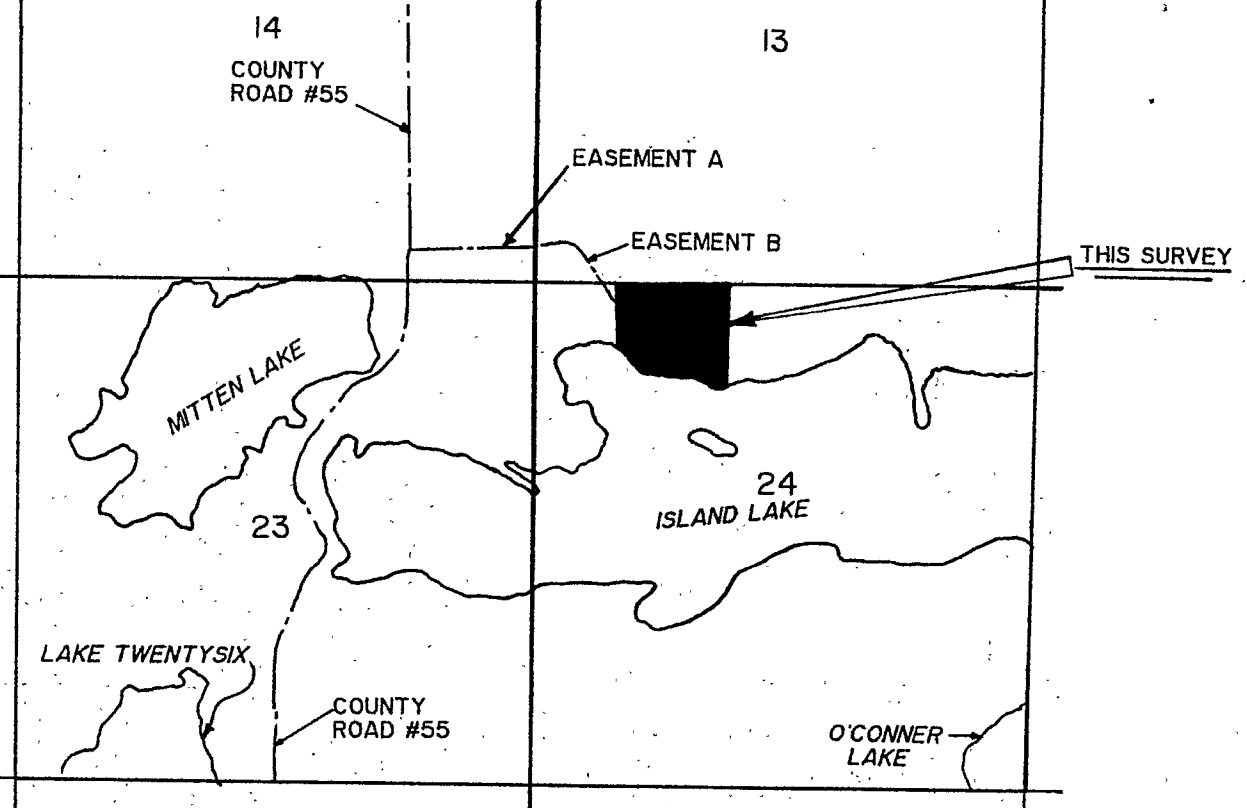 14
13
COUNTY
ROAD #55
EASEMENT A
EASEMENT B
THIS SURVEY
MITTEN LAKE
24
ISLAND LAKE
23
LAKE TWENTYSIX
COUNTY
ROAD #55
O'CONNER
LAKE